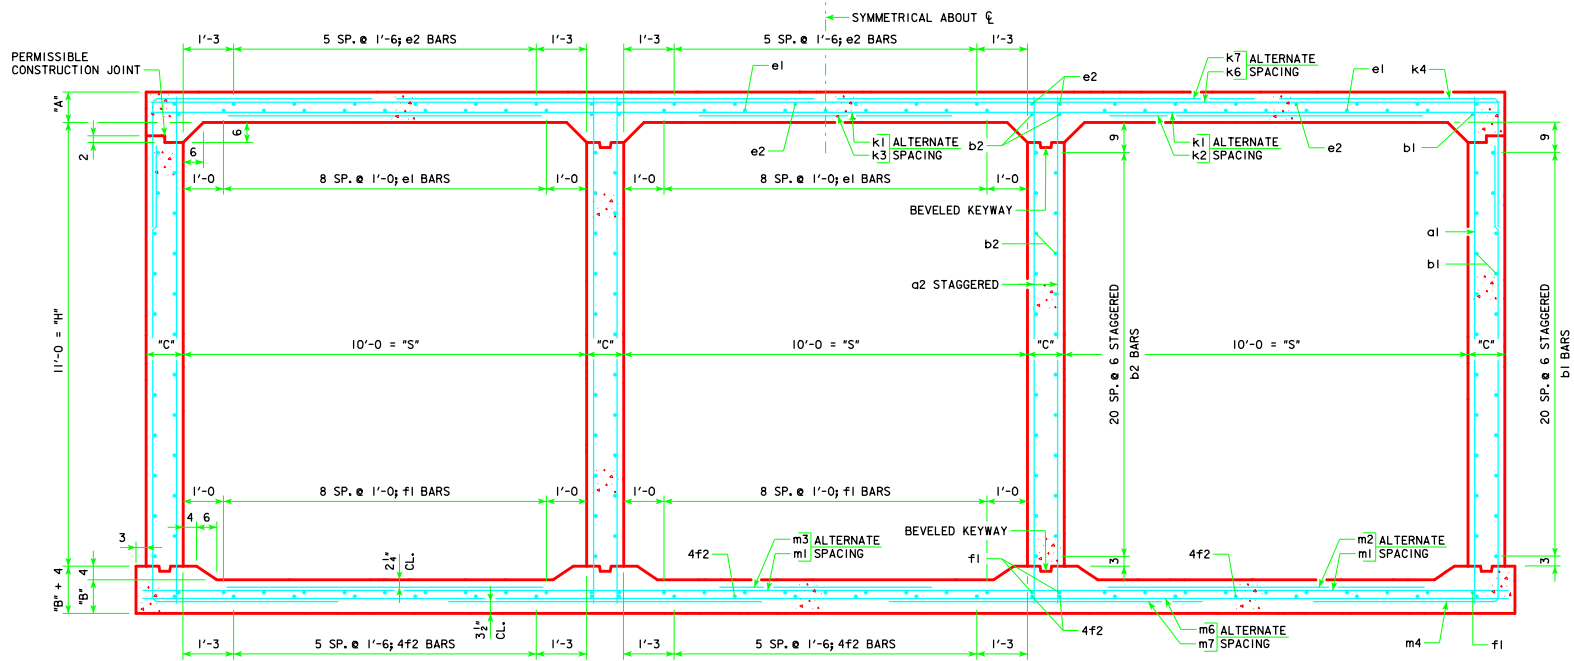 SYMMETRICAL ABOUT ℄
1'-3
5 SP. @ 1'-6; e2 BARS
1'-3
1'-3
5 SP. @ 1'-6; e2 BARS
1'-3
PERMISSIBLE
CONSTRUCTION JOINT
e1
e2
k7
k6
ALTERNATE
SPACING
e1
k4
"A"
2
6
6
e2
k1
k3
ALTERNATE
SPACING
b2
9
k1
k2
ALTERNATE
SPACING
e2
b1
9
1'-0
8 SP. @ 1'-0; e1 BARS
1'-0
1'-0
8 SP. @ 1'-0; e1 BARS
1'-0
BEVELED KEYWAY
b2
a2 STAGGERED
a1
b1
11'-0 = "H"
"C"
10'-0 = "S"
"C"
10'-0 = "S"
"C"
10'-0 = "S"
"C"
20 SP. @ 6 STAGGERED
b2 BARS
20 SP. @ 6 STAGGERED
b1 BARS
1'-0
8 SP. @ 1'-0; f1 BARS
1'-0
1'-0
8 SP. @ 1'-0; f1 BARS
1'-0
4
6
3
BEVELED KEYWAY
4f2
m3
m1
ALTERNATE
SPACING
f1
3
4f2
m2
m1
ALTERNATE
SPACING
3
"B" + 4
4
"B"
2 1/4"
CL.
3 1/2"
CL.
4f2
m6
m7
ALTERNATE
SPACING
m4
f1
1'-3
5 SP. @ 1'-6; 4f2 BARS
1'-3
1'-3
5 SP. @ 1'-6; 4f2 BARS
1'-3